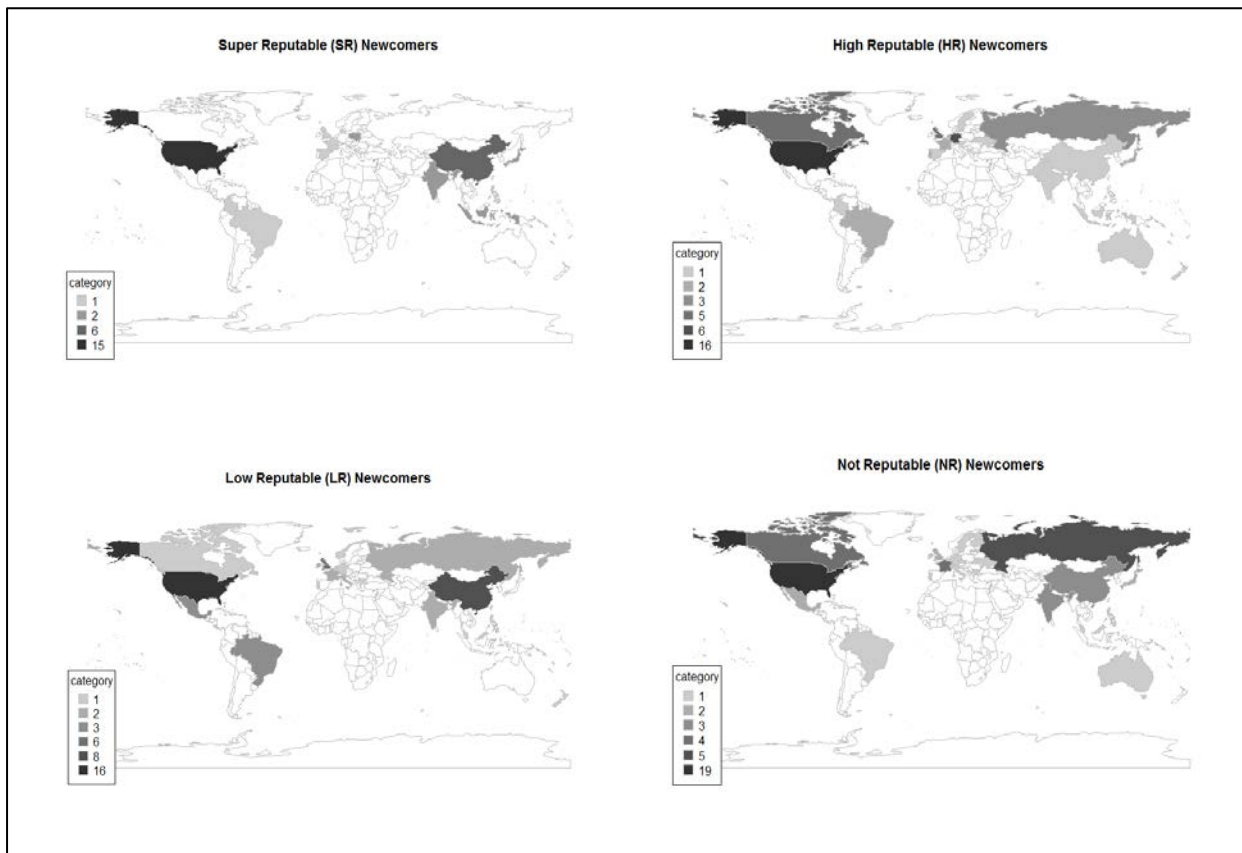 Super Reputable (SR) Newcomers
category
1
2
6
15
High Reputable (HR) Newcomers
category
1
2
3
5
6
16
Low Reputable (LR) Newcomers
category
1
2
3
6
8
16
Not Reputable (NR) Newcomers
category
1
2
3
4
5
19